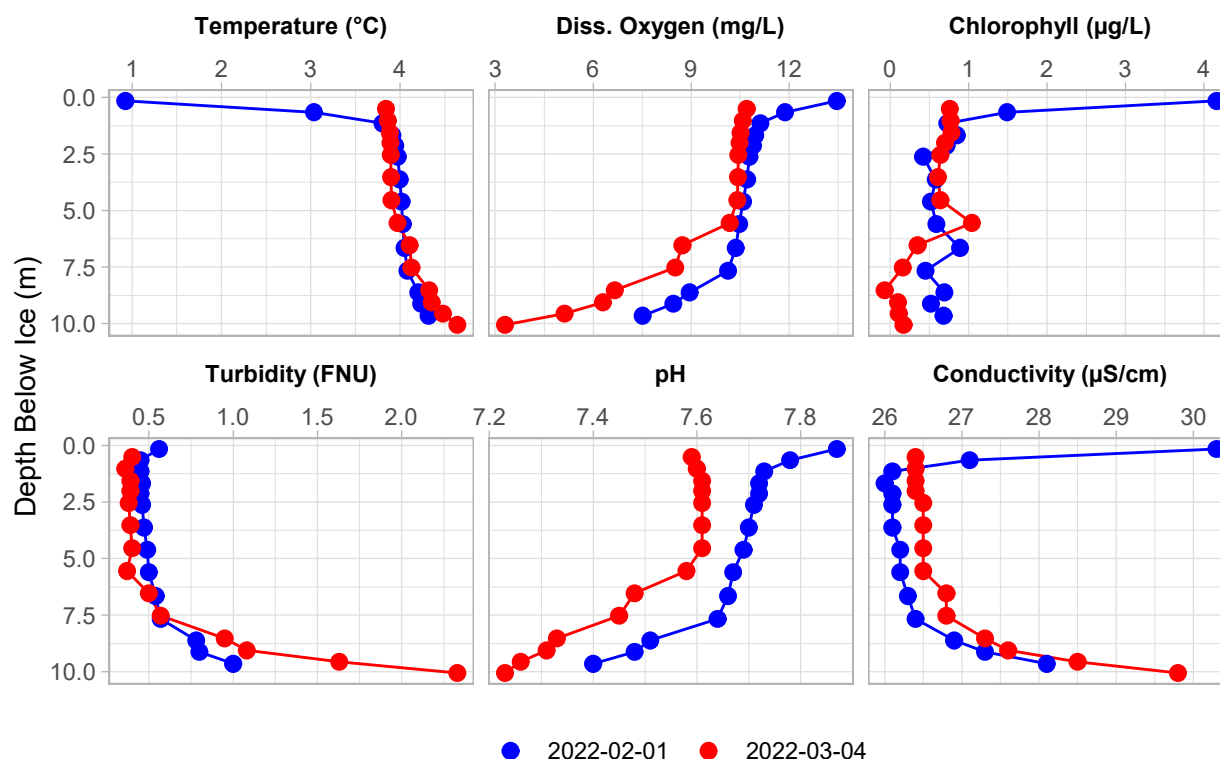 Temperature (°C) Diss. Oxygen (mg/L) Chlorophyll (µg/L)
1 2 3 4 3 6 9 12 0 1 2 3 4
0.0
2.5
5.0
7.5
10.0
Depth Below Ice (m)
Turbidity (FNU) pH Conductivity (µS/cm)
0.5 1.0 1.5 2.0 7.2 7.4 7.6 7.8 26 27 28 29 30
0.0
2.5
5.0
7.5
10.0
2022-02-01 2022-03-04